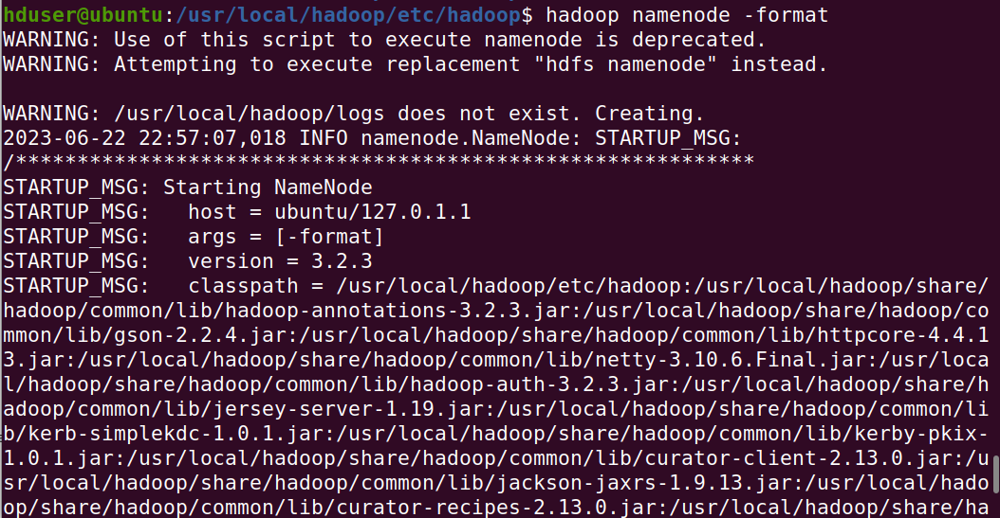 hduser@ubuntu:/usr/local/hadoop/etc/hadoop$ hadoop namenode -format
WARNING: Use of this script to execute namenode is deprecated.
WARNING: Attempting to execute replacement "hdfs namenode" instead.

WARNING: /usr/local/hadoop/logs does not exist. Creating.
2023-06-22 22:57:07,018 INFO namenode.NameNode: STARTUP_MSG:
/************************************************************
STARTUP_MSG: Starting NameNode
STARTUP_MSG:   host = ubuntu/127.0.1.1
STARTUP_MSG:   args = [-format]
STARTUP_MSG:   version = 3.2.3
STARTUP_MSG:   classpath = /usr/local/hadoop/etc/hadoop:/usr/local/hadoop/share/
hadoop/common/lib/hadoop-annotations-3.2.3.jar:/usr/local/hadoop/share/hadoop/co
mmon/lib/gson-2.2.4.jar:/usr/local/hadoop/share/hadoop/common/lib/httpcore-4.4.1
3.jar:/usr/local/hadoop/share/hadoop/common/lib/netty-3.10.6.Final.jar:/usr/loca
l/hadoop/share/hadoop/common/lib/hadoop-auth-3.2.3.jar:/usr/local/hadoop/share/h
adoop/common/lib/jersey-server-1.19.jar:/usr/local/hadoop/share/hadoop/common/li
b/kerb-simplekdc-1.0.1.jar:/usr/local/hadoop/share/hadoop/common/lib/kerby-pkix-
1.0.1.jar:/usr/local/hadoop/share/hadoop/common/lib/curator-client-2.13.0.jar:/u
sr/local/hadoop/share/hadoop/common/lib/jackson-jaxrs-1.9.13.jar:/usr/local/hado
op/share/hadoop/common/lib/curator-recipes-2.13.0.jar:/usr/local/hadoop/share/ha